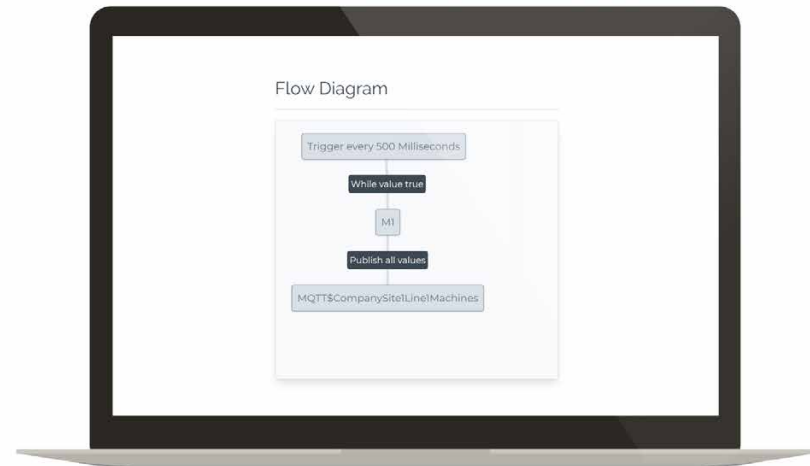 Flow Diagram
Trigger every 500 Milliseconds
While value true
M1
Publish all values
MQTT$CompanySite1Line1Machines